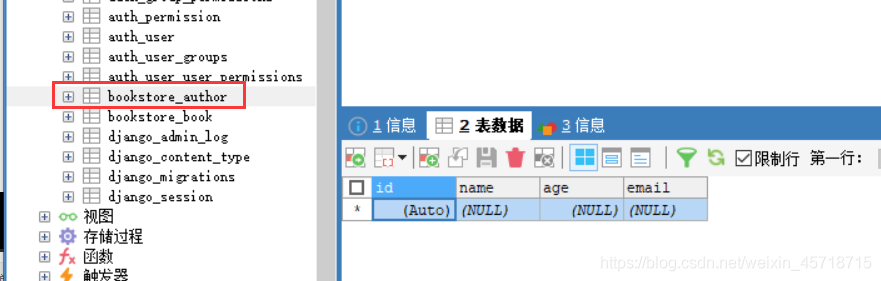 auth_permission
auth_user
auth_user_groups
auth_user_user_permissions
bookstore_author
bookstore_book
django_admin_log
django_content_type
django_migrations
django_session
视图
存储过程
函数
触发器
1 信息 2 表数据 3 信息
限制行 第一行:
id name age email
* (Auto) (NULL) (NULL) (NULL)
https://blog.csdn.net/weixin_45718715